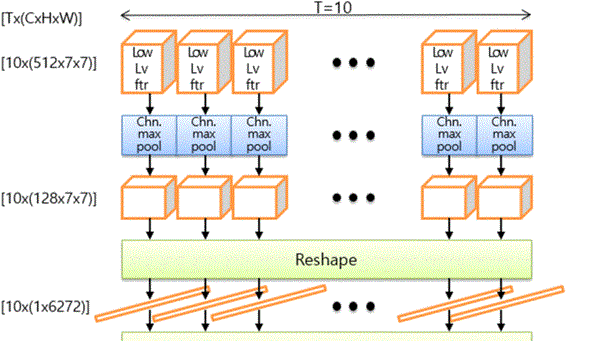 [Tx(CxHxW)]
T=10
[10x(512x7x7)]
Low Lv ftr
Low Lv ftr
Low Lv ftr
Low Lv ftr
Low Lv ftr
Chn. max pool
Chn. max pool
Chn. max pool
Chn. max pool
Chn. max pool
[10x(128x7x7)]
Reshape
[10x(1x6272)]